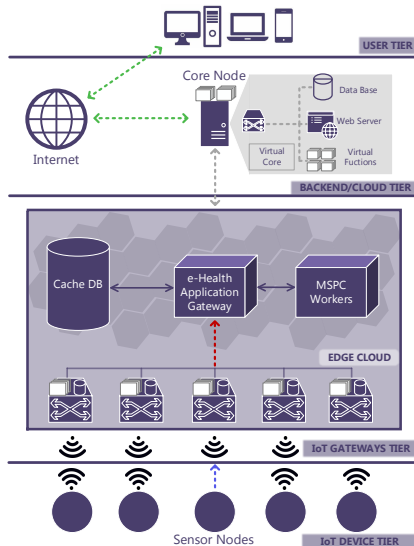 USER TIER
Core Node
Data Base
Internet
Web Server
Virtual
Core
Virtual
Fuctions
BACKEND/CLOUD TIER
Cache DB
e-Health
Application
Gateway
MSPC
Workers
EDGE CLOUD
IoT GATEWAYS TIER
Sensor Nodes
IoT DEVICE TIER